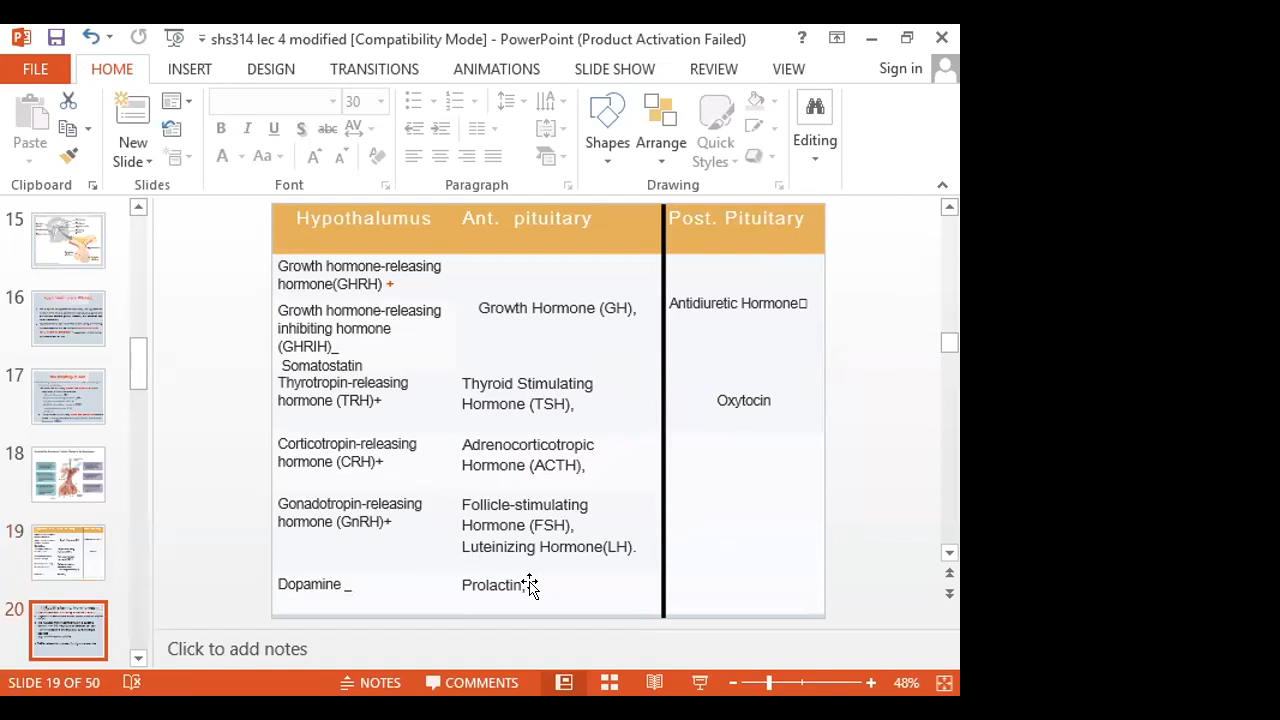 shs314 lec 4 modified [Compatibility Mode] - PowerPoint (Product Activation Failed)
FILE HOME INSERT DESIGN TRANSITIONS ANIMATIONS SLIDE SHOW REVIEW VIEW Sign in
30
Paste
New
Slide
B I U S abc AV
A Aa A A
Shapes Arrange Quick
Styles
Editing
Clipboard Slides Font Paragraph Drawing
15
16
17
18
19
20
Hypothalumus Ant. pituitary Post. Pituitary
Growth hormone-releasing
hormone(GHRH) +
Growth hormone-releasing
inhibiting hormone
(GHRIH)_
Somatostatin
Growth Hormone (GH),
Antidiuretic Hormone
Thyrotropin-releasing
hormone (TRH)+
Thyroid Stimulating
Hormone (TSH),
Oxytocin
Corticotropin-releasing
hormone (CRH)+
Adrenocorticotropic
Hormone (ACTH),
Gonadotropin-releasing
hormone (GnRH)+
Follicle-stimulating
Hormone (FSH),
Luteinizing Hormone(LH).
Dopamine _
Prolactin,
Click to add notes
SLIDE 19 OF 50 NOTES COMMENTS 48%